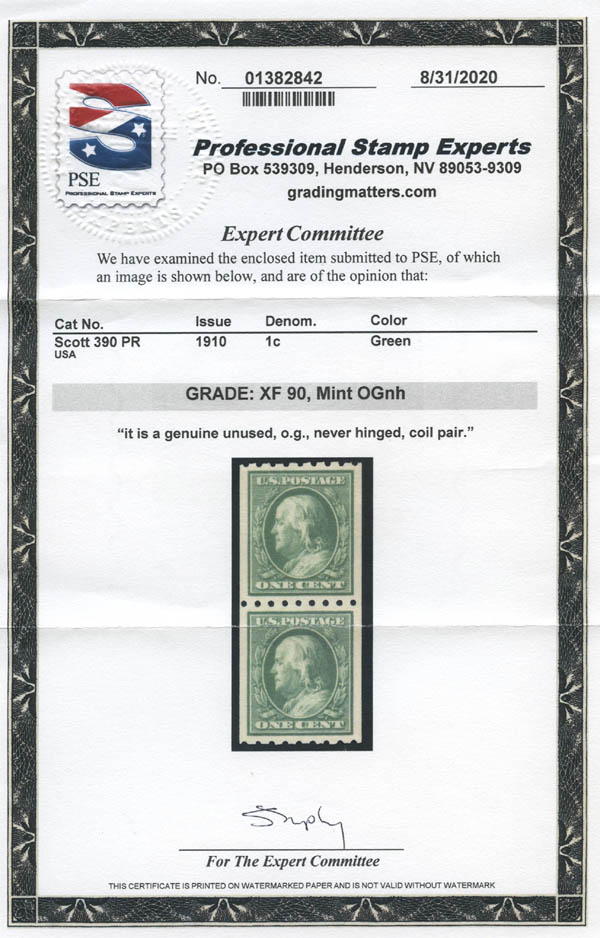 No. 01382842 8/31/2020
PSE
PROFESSIONAL STAMP EXPERTS
EXPERTS
Professional Stamp Experts
PO Box 539309, Henderson, NV 89053-9309
gradingmatters.com
Expert Committee
We have examined the enclosed item submitted to PSE, of which
an image is shown below, and are of the opinion that:
Cat No. Issue Denom. Color
Scott 390 PR 1910 1c Green
USA
GRADE: XF 90, Mint OGnh
“it is a genuine unused, o.g., never hinged, coil pair.”
U.S. POSTAGE
ONE CENT
U.S. POSTAGE
ONE CENT
For The Expert Committee
THIS CERTIFICATE IS PRINTED ON WATERMARKED PAPER AND IS NOT VALID WITHOUT WATERMARK